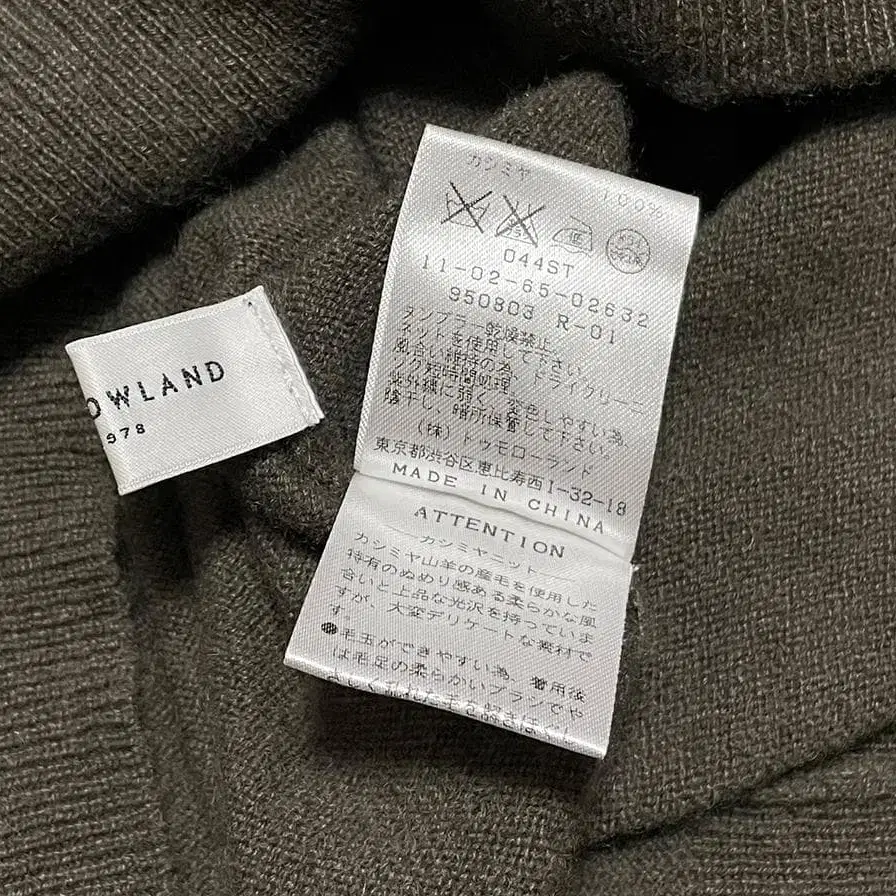 OWLAND
978
カシミヤ 100%
044ST
11-02-65-02632
950803 R-01
タンブラー乾燥禁止。
ネットを使用して下さい。
風合い維持の為、ドライクリーニ
ング短時間処理。
紫外線に弱く、変色しやすい為、
陰干し、暗所保管して下さい。
(株)トゥモローランド
東京都渋谷区恵比寿西1-32-18
MADE IN CHINA
ATTENTION
カシミヤニット
カシミヤ山羊の産毛を使用した
特有のぬめり感ある柔らかな風
合いと上品な光沢を持っていま
すが、大変デリケートな素材で
す。
●毛玉ができやすい為、着用後
は毛足の柔らかいブラシでや